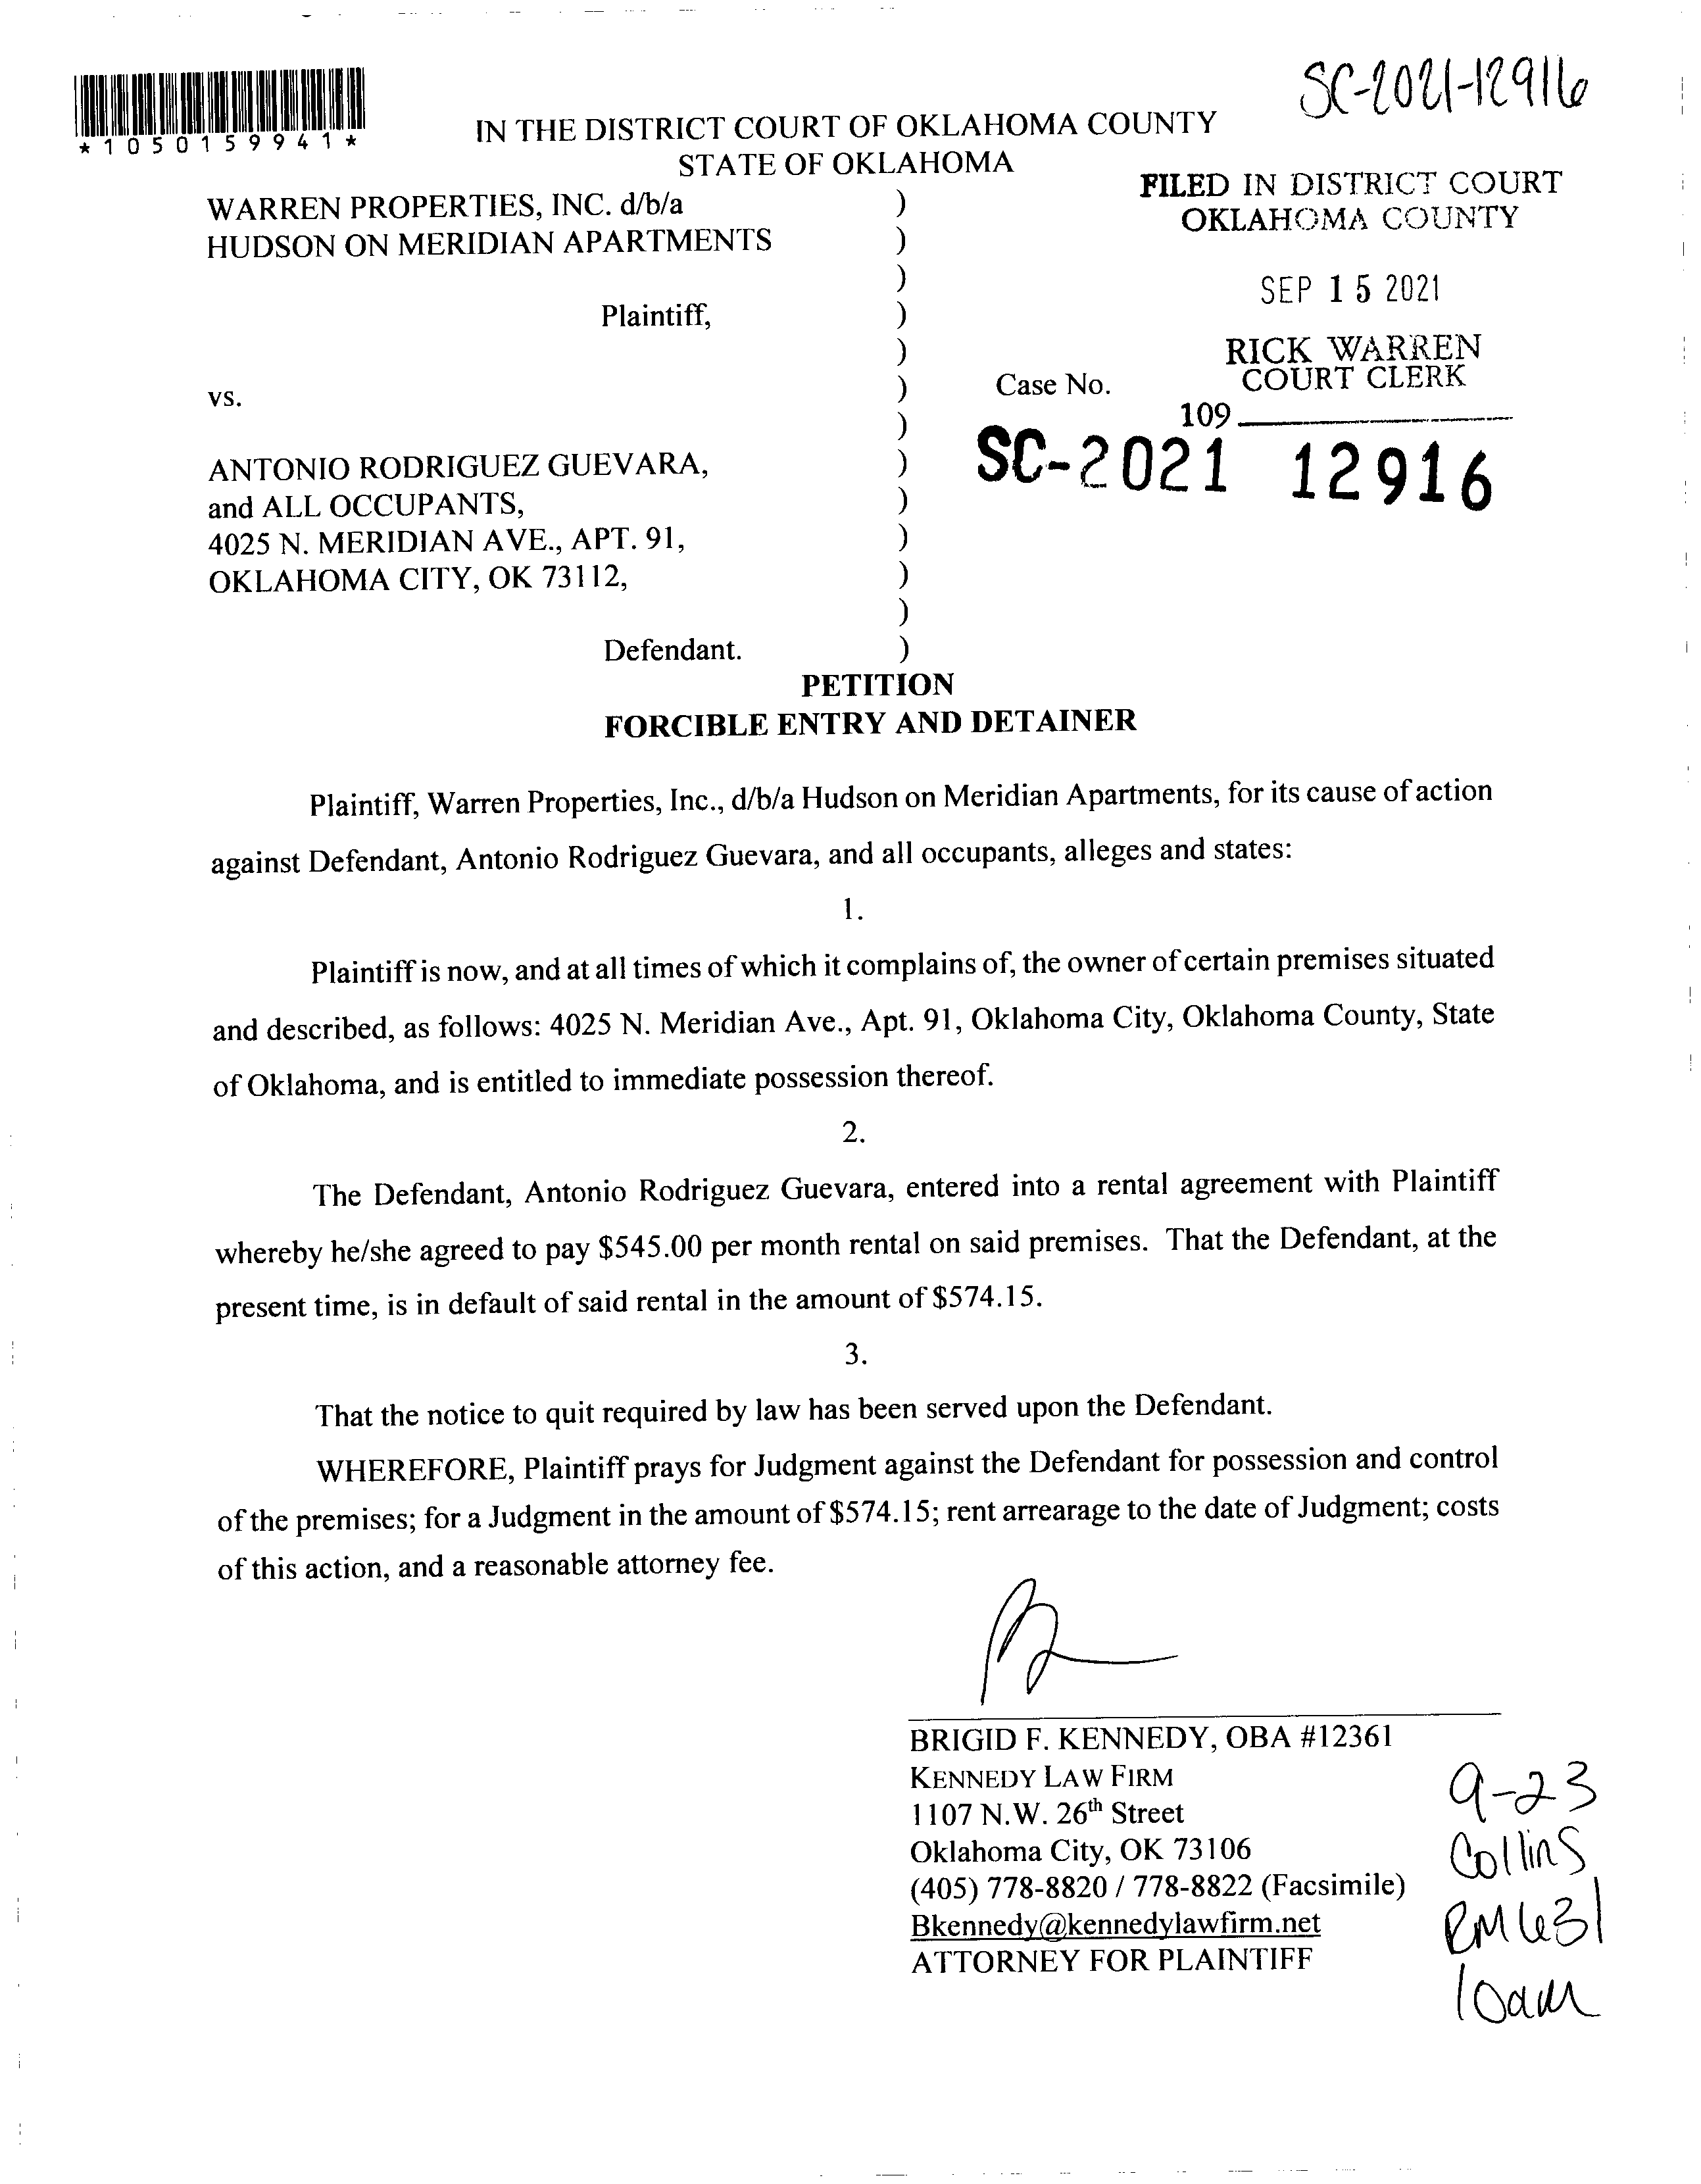 SC-2021-12916
*1050159941*
IN THE DISTRICT COURT OF OKLAHOMA COUNTY
STATE OF OKLAHOMA
FILED IN DISTRICT COURT
OKLAHOMA COUNTY
SEP 15 2021
RICK WARREN
COURT CLERK
109
WARREN PROPERTIES, INC. d/b/a )
HUDSON ON MERIDIAN APARTMENTS )
)
Plaintiff, )
)
vs. ) Case No.
)
SC-2021 12916
ANTONIO RODRIGUEZ GUEVARA, )
and ALL OCCUPANTS, )
4025 N. MERIDIAN AVE., APT. 91, )
OKLAHOMA CITY, OK 73112, )
)
Defendant. )
PETITION
FORCIBLE ENTRY AND DETAINER
Plaintiff, Warren Properties, Inc., d/b/a Hudson on Meridian Apartments, for its cause of action
against Defendant, Antonio Rodriguez Guevara, and all occupants, alleges and states:
1.
Plaintiff is now, and at all times of which it complains of, the owner of certain premises situated
and described, as follows: 4025 N. Meridian Ave., Apt. 91, Oklahoma City, Oklahoma County, State
of Oklahoma, and is entitled to immediate possession thereof.
2.
The Defendant, Antonio Rodriguez Guevara, entered into a rental agreement with Plaintiff
whereby he/she agreed to pay $545.00 per month rental on said premises. That the Defendant, at the
present time, is in default of said rental in the amount of $574.15.
3.
That the notice to quit required by law has been served upon the Defendant.
WHEREFORE, Plaintiff prays for Judgment against the Defendant for possession and control
of the premises; for a Judgment in the amount of $574.15; rent arrearage to the date of Judgment; costs
of this action, and a reasonable attorney fee.
BRIGID F. KENNEDY, OBA #12361
KENNEDY LAW FIRM
1107 N.W. 26th Street
Oklahoma City, OK 73106
(405) 778-8820 / 778-8822 (Facsimile)
Bkennedy@kennedylawfirm.net
ATTORNEY FOR PLAINTIFF
9-23
Collins
RM 631
10am